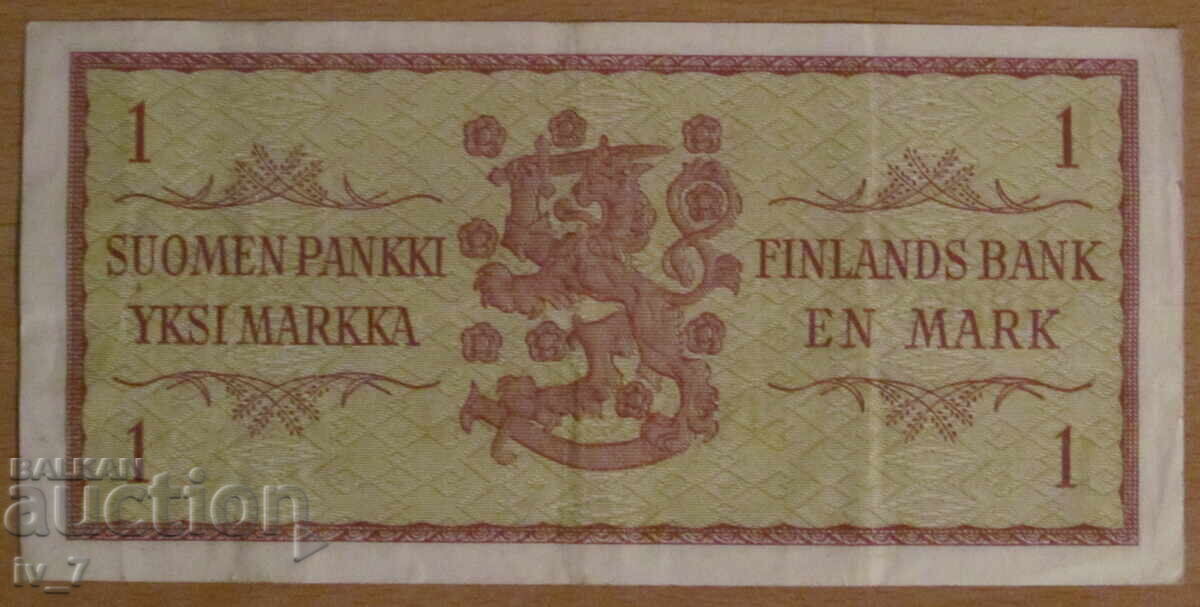 1
1
SUOMEN PANKKI
YKSI MARKKA
FINLANDS BANK
EN MARK
1
1
BALKAN
auction
iv_7